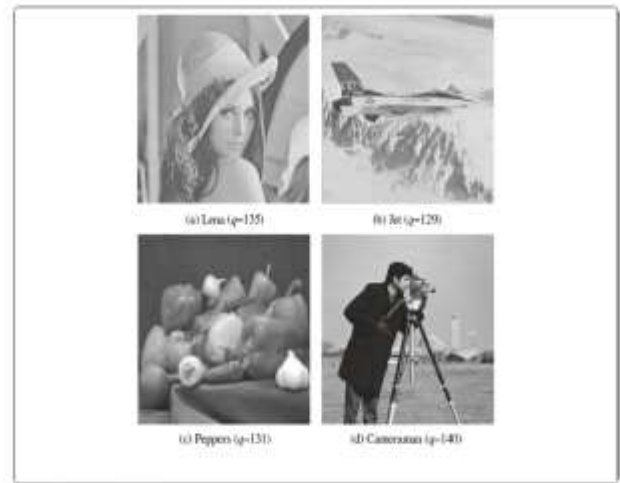 (a) Lena (q=135)
(b) Jet (q=129)
(c) Peppers (q=131)
(d) Cameraman (q=140)